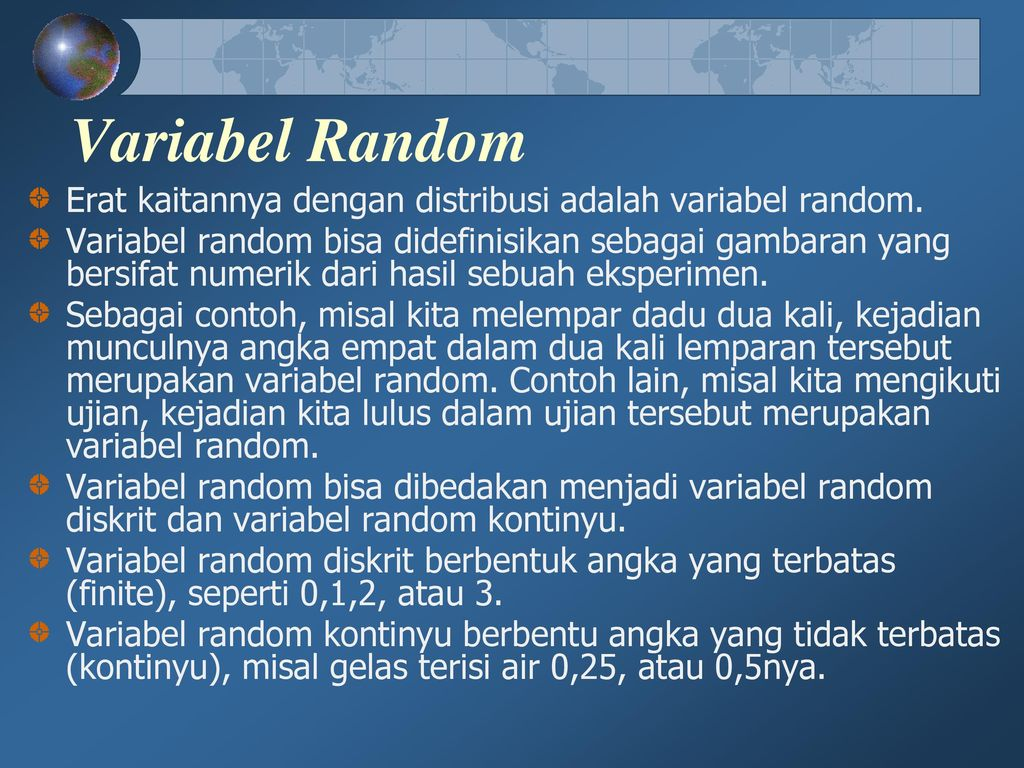 Variabel Random
Erat kaitannya dengan distribusi adalah variabel random.
Variabel random bisa didefinisikan sebagai gambaran yang
bersifat numerik dari hasil sebuah eksperimen.
Sebagai contoh, misal kita melempar dadu dua kali, kejadian
munculnya angka empat dalam dua kali lemparan tersebut
merupakan variabel random. Contoh lain, misal kita mengikuti
ujian, kejadian kita lulus dalam ujian tersebut merupakan
variabel random.
Variabel random bisa dibedakan menjadi variabel random
diskrit dan variabel random kontinyu.
Variabel random diskrit berbentuk angka yang terbatas
(finite), seperti 0,1,2, atau 3.
Variabel random kontinyu berbentu angka yang tidak terbatas
(kontinyu), misal gelas terisi air 0,25, atau 0,5nya.